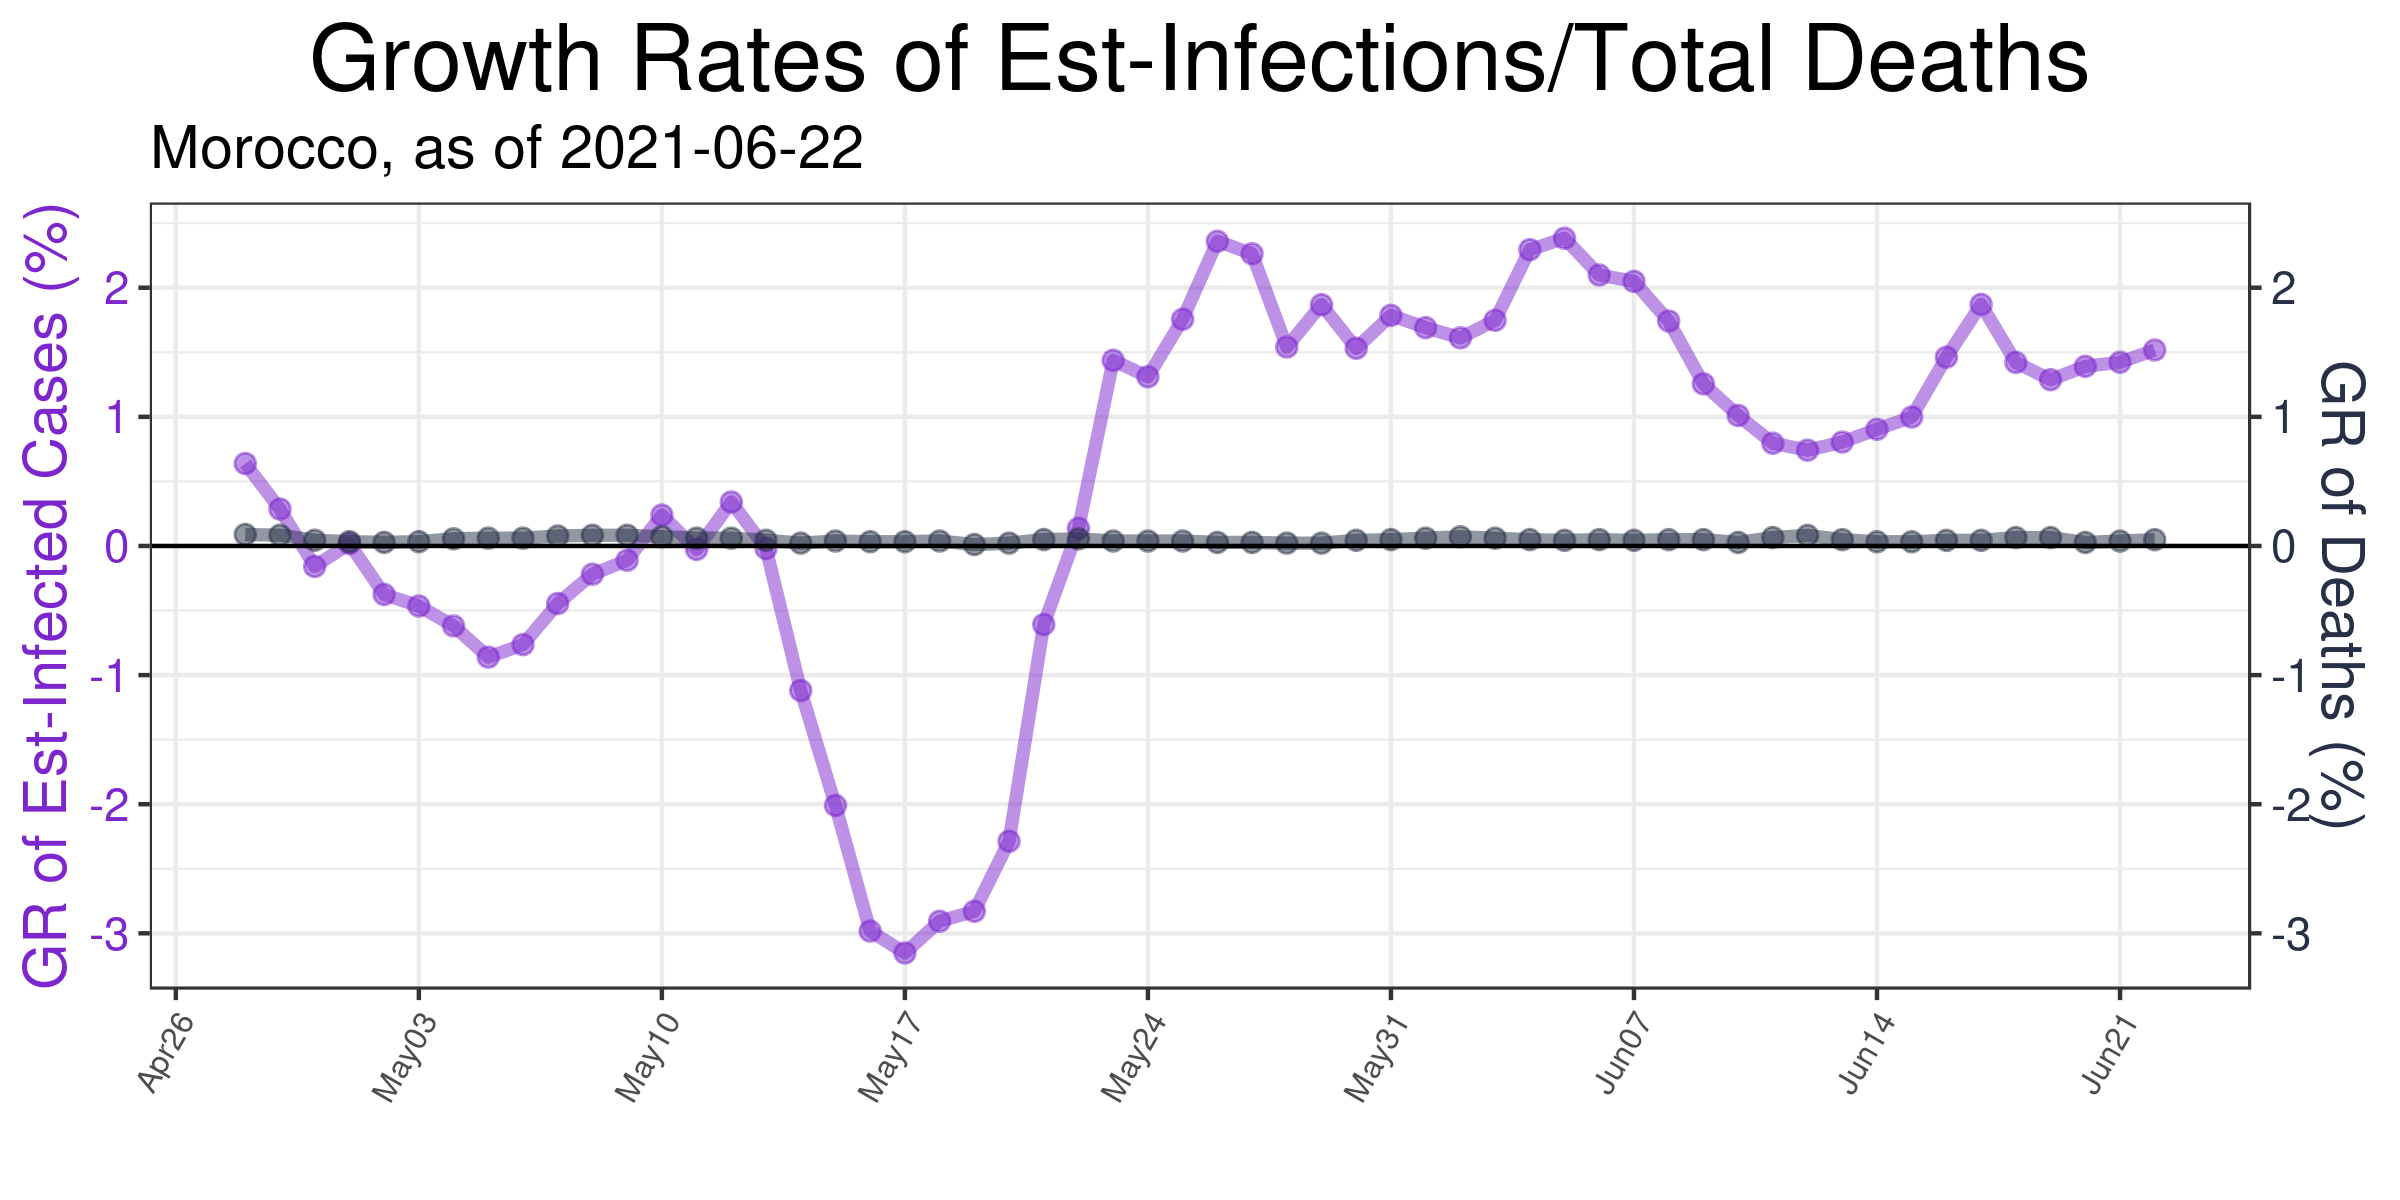 Growth Rates of Est-Infections/Total Deaths
Morocco, as of 2021-06-22
GR of Est-Infected Cases (%)
2
1
0
-1
-2
-3
2
1
0
-1
-2
-3
GR of Deaths (%)
Apr26
May03
May10
May17
May24
May31
Jun07
Jun14
Jun21